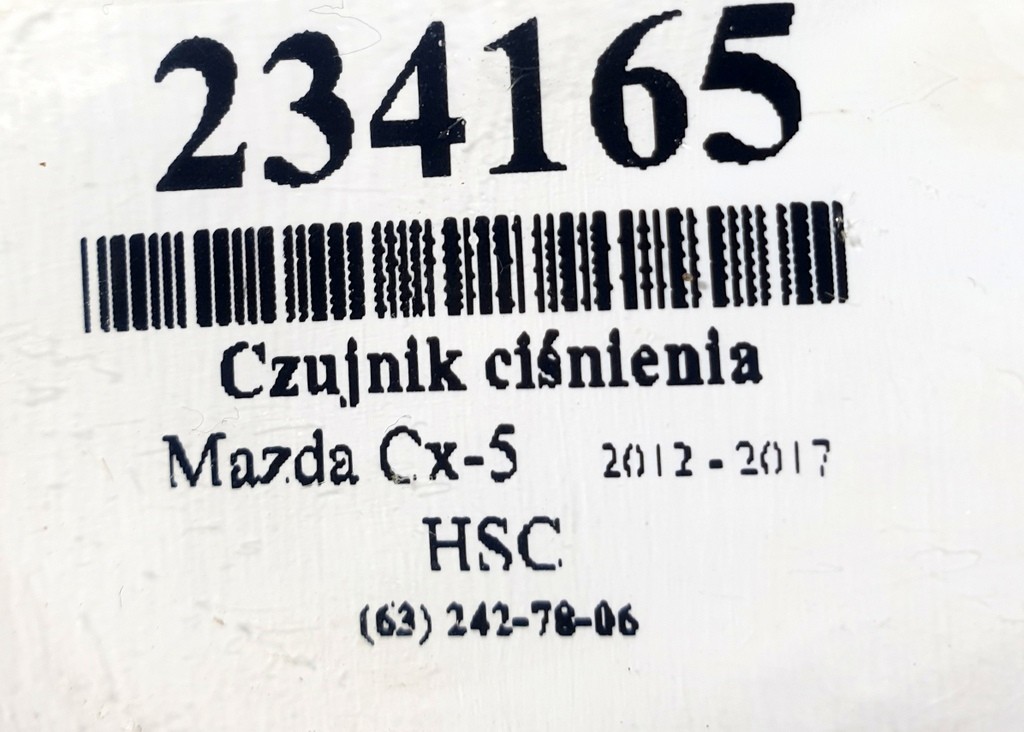 234165
Czujnik ciśnienia
Mazda Cx-5 2012 - 2017
HSC
(63) 242-78-06